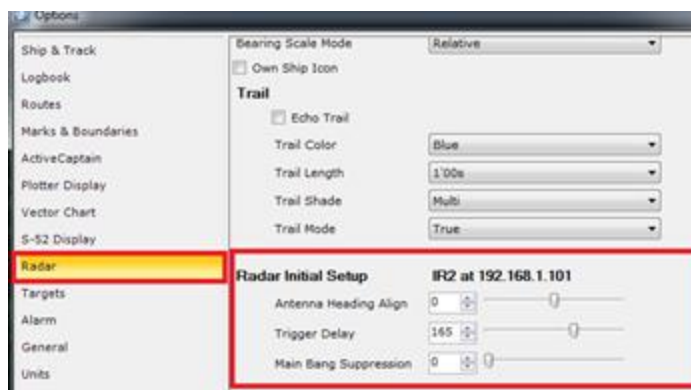 Options
Ship & Track
Logbook
Routes
Marks & Boundaries
ActiveCaptain
Plotter Display
Vector Chart
S-52 Display
Radar
Targets
Alarm
General
Units
Bearing Scale Mode Relative
Own Ship Icon
Trail
Echo Trail
Trail Color Blue
Trail Length 1'00s
Trail Shade Multi
Trail Mode True
Radar Initial Setup IR2 at 192.168.1.101
Antenna Heading Align 0
Trigger Delay 165
Main Bang Suppression 0